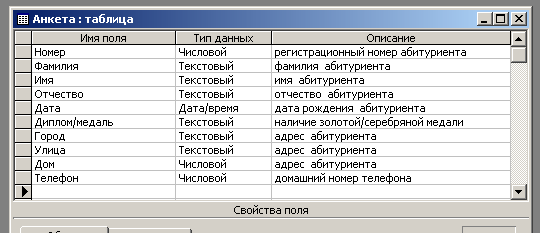 Анкета : таблица
Имя поля Тип данных Описание
Номер Числовой регистрационный номер абитуриента
Фамилия Текстовый фамилия абитуриента
Имя Текстовый имя абитуриента
Отчество Текстовый отчество абитуриента
Дата Дата/время дата рождения абитуриента
Диплом/медаль Текстовый наличие золотой/серебряной медали
Город Текстовый адрес абитуриента
Улица Текстовый адрес абитуриента
Дом Числовой адрес абитуриента
Телефон Числовой домашний номер телефона
Свойства поля